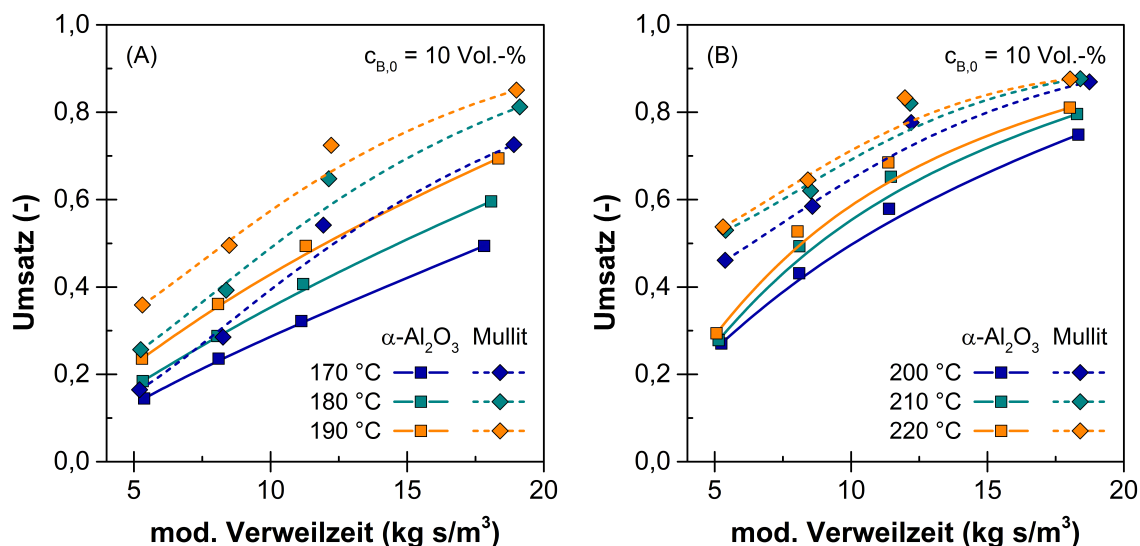 (A)
c_B,0 = 10 Vol.-%
1,0
0,8
0,6
0,4
0,2
0,0
Umsatz (-)
α-Al₂O₃ Mullit
170 °C
180 °C
190 °C
5 10 15 20
mod. Verweilzeit (kg s/m³)
(B)
c_B,0 = 10 Vol.-%
1,0
0,8
0,6
0,4
0,2
0,0
Umsatz (-)
α-Al₂O₃ Mullit
200 °C
210 °C
220 °C
5 10 15 20
mod. Verweilzeit (kg s/m³)